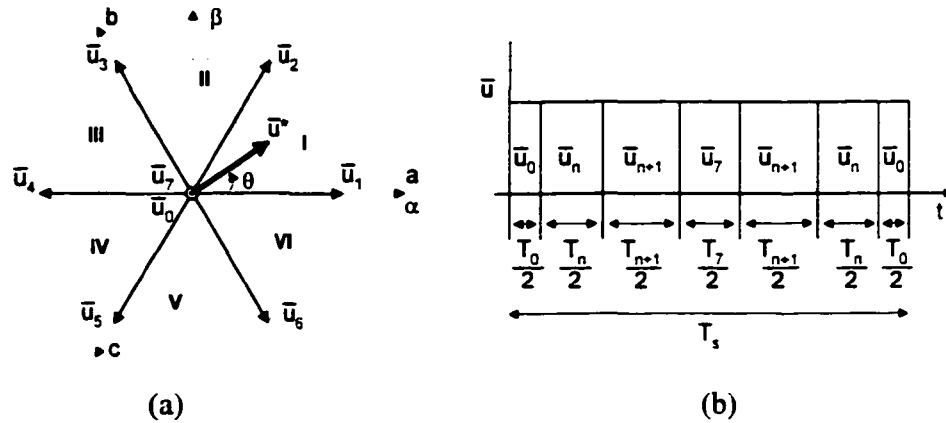 b β
ū₃ ū₂
II
ū* I
III
ū₄ ū₇ θ ū₁ a
ū₀ α
IV VI
V
ū₅ ū₆
c
(a)
ū
ū₀ ūₙ ūₙ₊₁ ū₇ ūₙ₊₁ ūₙ ū₀
t
T₀/2 Tₙ/2 Tₙ₊₁/2 T₇/2 Tₙ₊₁/2 Tₙ/2 T₀/2
Tₛ
(b)